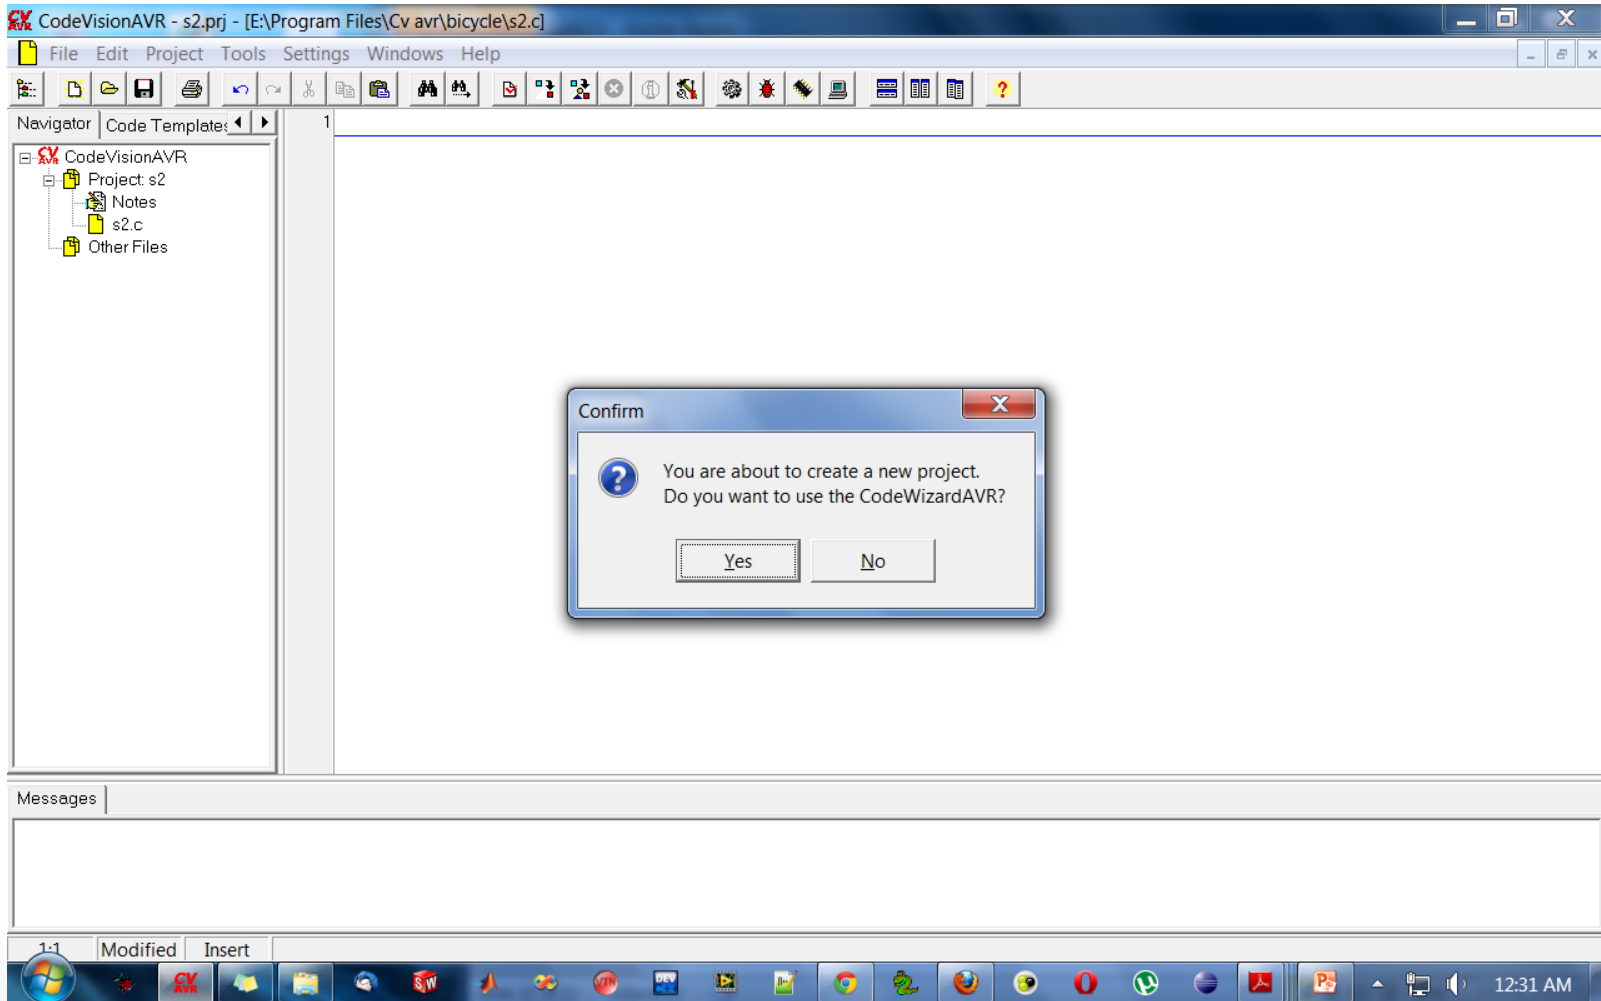 CodeVisionAVR - s2.prj - [E:\Program Files\Cv avr\bicycle\s2.c]
File Edit Project Tools Settings Windows Help
Navigator Code Templates
1
CodeVisionAVR
Project: s2
Notes
s2.c
Other Files
Confirm
You are about to create a new project.
Do you want to use the CodeWizardAVR?
Yes No
Messages
1:1 Modified Insert
12:31 AM